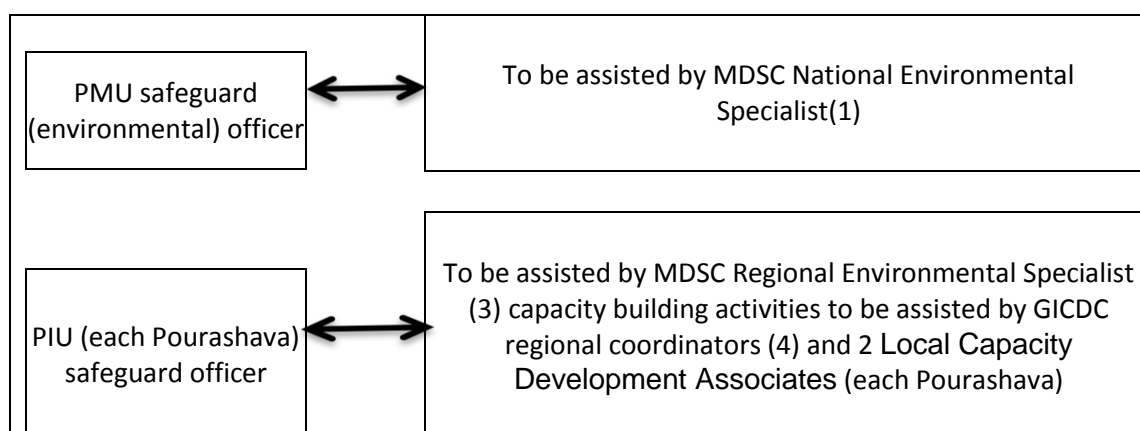 PMU safeguard
(environmental) officer
To be assisted by MDSC National Environmental
Specialist(1)
PIU (each Pourashava)
safeguard officer
To be assisted by MDSC Regional Environmental Specialist
(3) capacity building activities to be assisted by GICDC
regional coordinators (4) and 2 Local Capacity
Development Associates (each Pourashava)